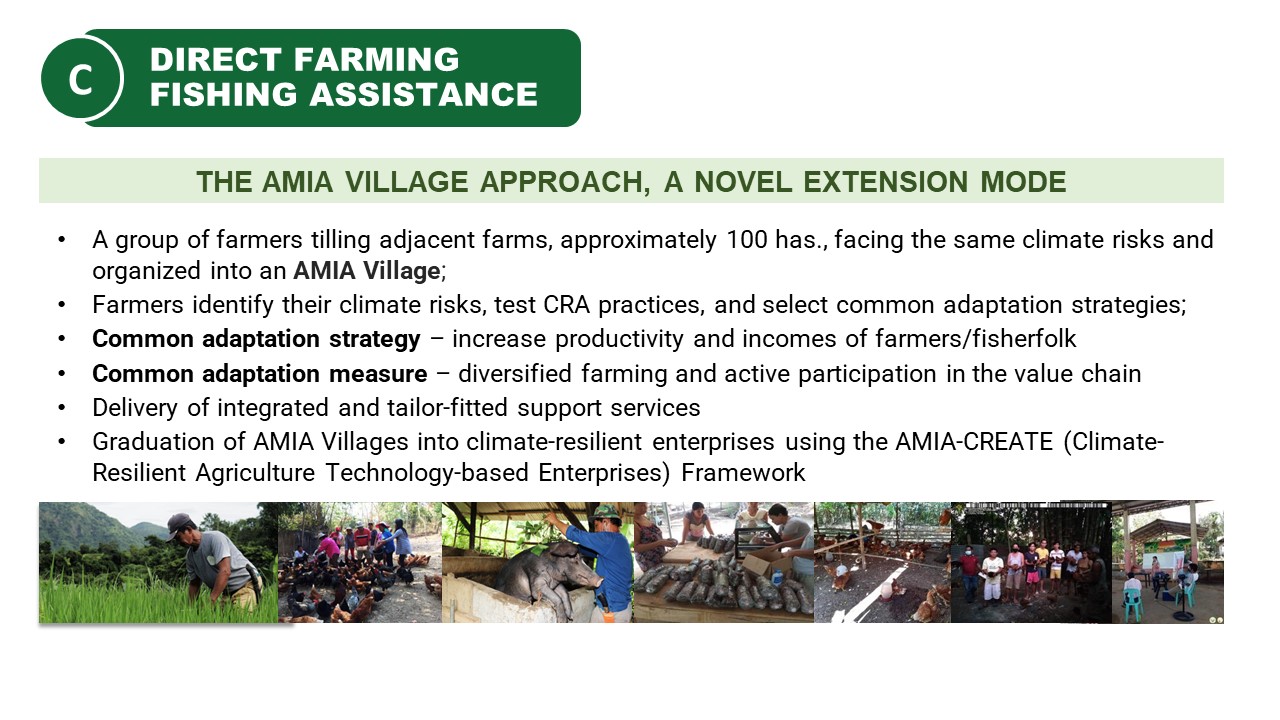 C
DIRECT FARMING
FISHING ASSISTANCE
THE AMIA VILLAGE APPROACH, A NOVEL EXTENSION MODE
• A group of farmers tilling adjacent farms, approximately 100 has., facing the same climate risks and
organized into an AMIA Village;
• Farmers identify their climate risks, test CRA practices, and select common adaptation strategies;
• Common adaptation strategy – increase productivity and incomes of farmers/fisherfolk
• Common adaptation measure – diversified farming and active participation in the value chain
• Delivery of integrated and tailor-fitted support services
• Graduation of AMIA Villages into climate-resilient enterprises using the AMIA-CREATE (Climate-
Resilient Agriculture Technology-based Enterprises) Framework